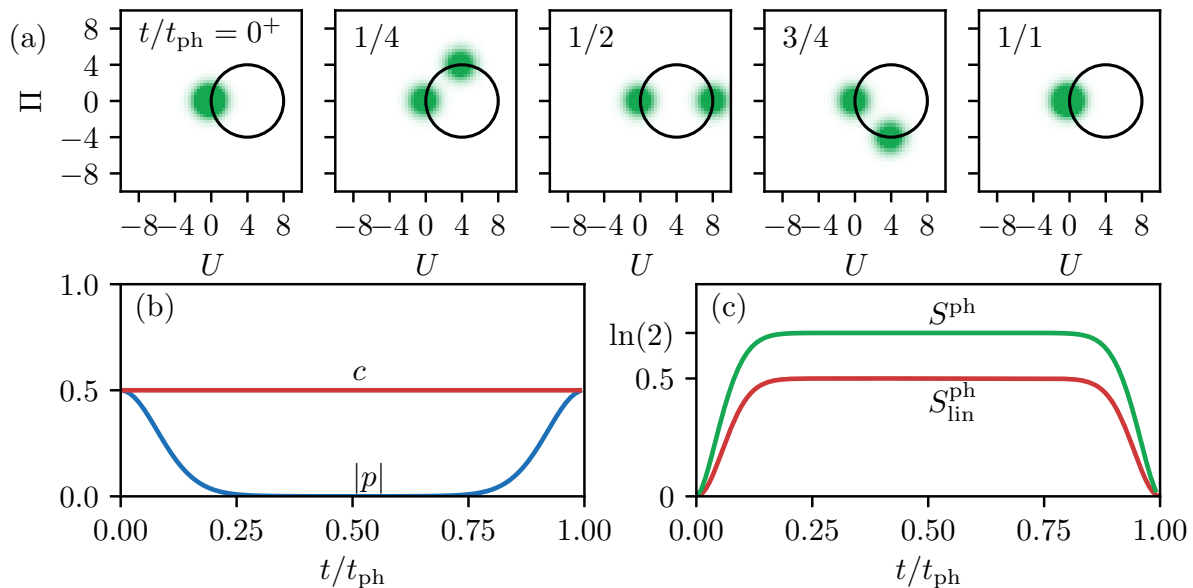 (a)
t/t_ph = 0⁺
1/4
1/2
3/4
1/1
8
4
0
−4
−8
Π
−8 −4 0 4 8
−8 −4 0 4 8
−8 −4 0 4 8
−8 −4 0 4 8
−8 −4 0 4 8
U
U
U
U
U
(b)
1.0
0.5
0.0
c
|p|
0.00 0.25 0.50 0.75 1.00
t/t_ph
(c)
ln(2)
0.5
0
S^ph
S^ph_lin
0.00 0.25 0.50 0.75 1.00
t/t_ph